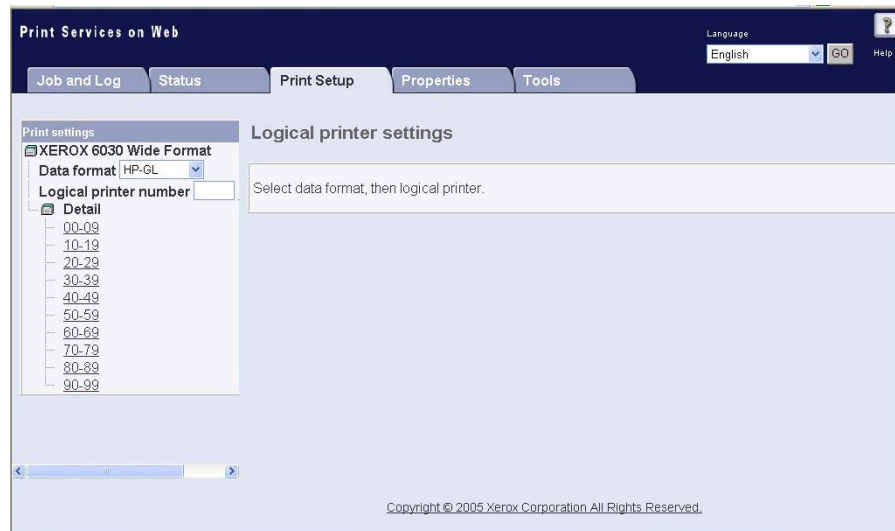 Print Services on Web
Language
English
GO
Help
Job and Log
Status
Print Setup
Properties
Tools
Print settings
XEROX 6030 Wide Format
Data format HP-GL
Logical printer number
Detail
00-09
10-19
20-29
30-39
40-49
50-59
60-69
70-79
80-89
90-99
Logical printer settings
Select data format, then logical printer.
Copyright © 2005 Xerox Corporation All Rights Reserved.